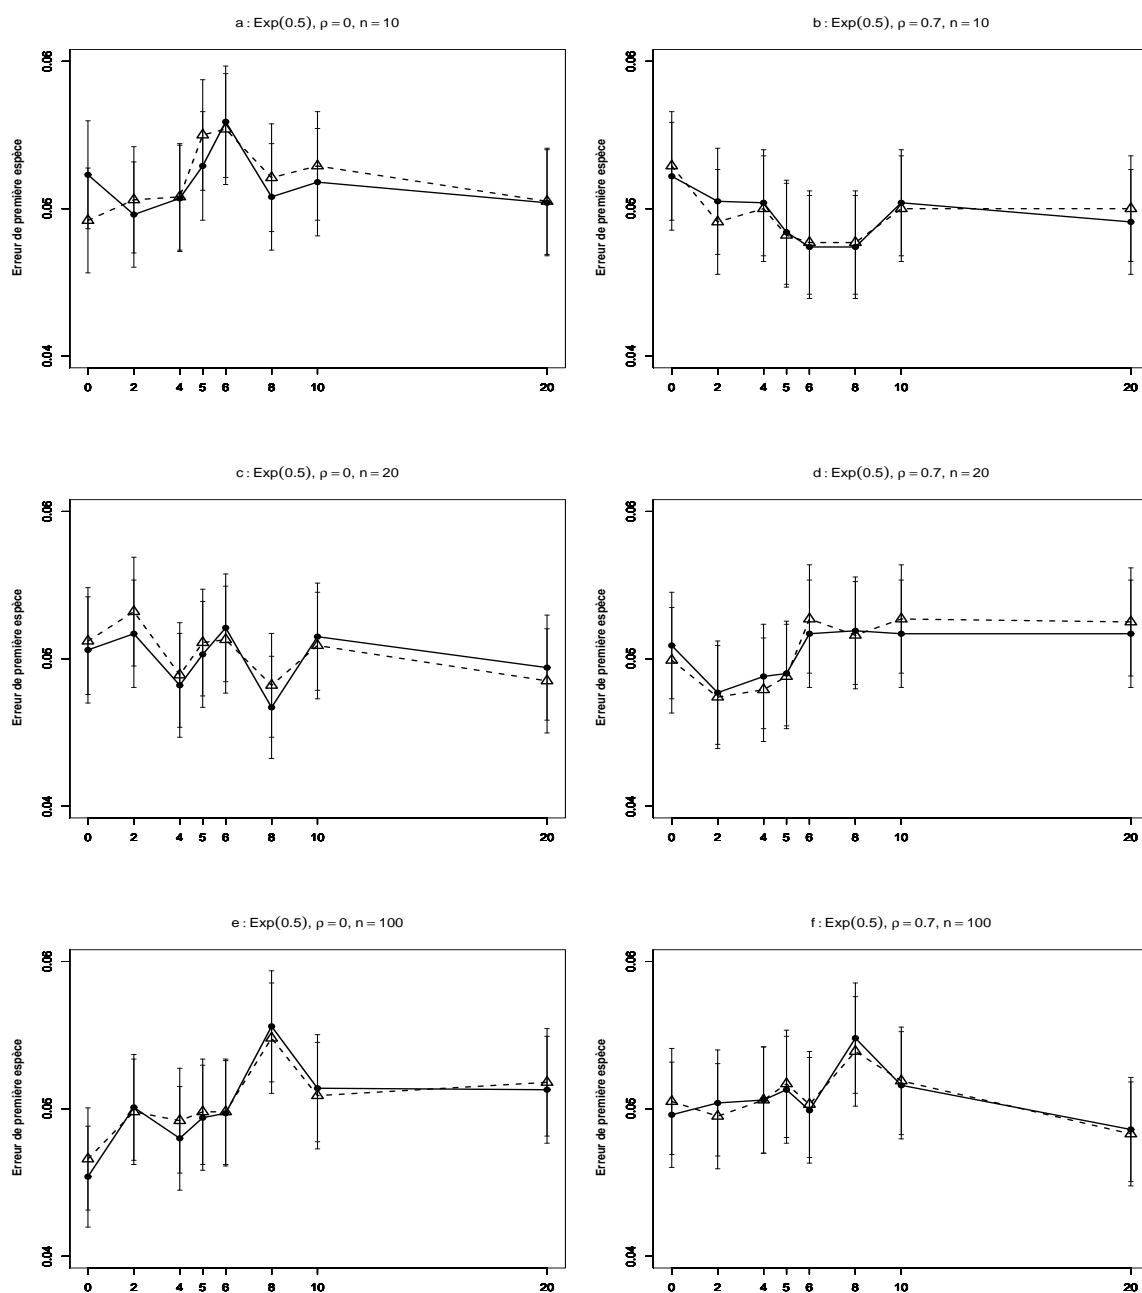 a : Exp(0.5), ρ = 0, n = 10
b : Exp(0.5), ρ = 0.7, n = 10
Erreur de première espèce
0.04 0.05 0.06
0 2 4 5 6 8 10 20
Erreur de première espèce
0.04 0.05 0.06
0 2 4 5 6 8 10 20
c : Exp(0.5), ρ = 0, n = 20
d : Exp(0.5), ρ = 0.7, n = 20
Erreur de première espèce
0.04 0.05 0.06
0 2 4 5 6 8 10 20
Erreur de première espèce
0.04 0.05 0.06
0 2 4 5 6 8 10 20
e : Exp(0.5), ρ = 0, n = 100
f : Exp(0.5), ρ = 0.7, n = 100
Erreur de première espèce
0.04 0.05 0.06
0 2 4 5 6 8 10 20
Erreur de première espèce
0.04 0.05 0.06
0 2 4 5 6 8 10 20